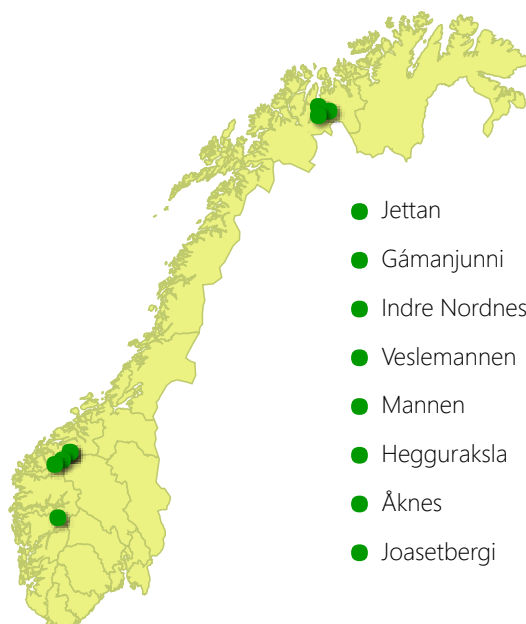 Jettan
Gámanjunni
Indre Nordnes
Veslemannen
Mannen
Hegguraksla
Åknes
Joasetbergi